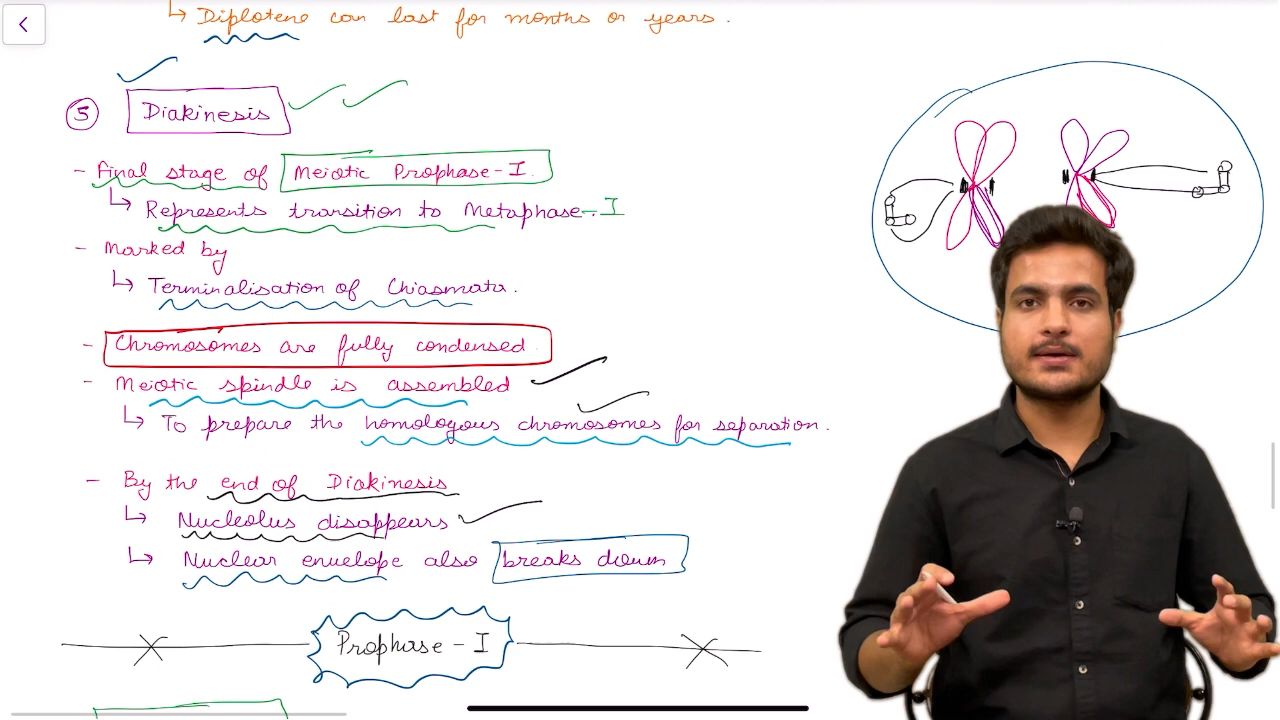 ↳ Diplotene can last for months or years.
5 Diakinesis
- Final stage of Meiotic Prophase-I.
↳ Represents transition to Metaphase-I
- Marked by
↳ Terminalisation of Chiasmata.
- Chromosomes are fully condensed.
- Meiotic spindle is assembled
↳ To prepare the homologous chromosomes for separation.
- By the end of Diakinesis
↳ Nucleolus disappears
↳ Nuclear envelope also breaks down
Prophase - I